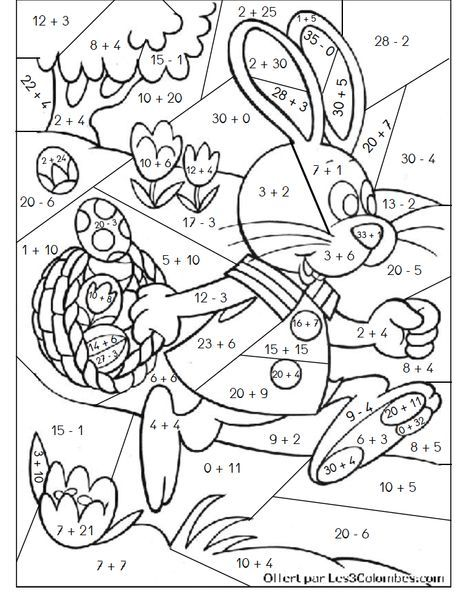 12 + 3
8 + 4
15 - 1
2 + 25
1 + 5
35 - 0
28 - 2
22 + 4
2 + 4
10 + 20
2 + 30
28 + 3
30 + 5
30 + 0
20 + 7
30 - 4
2 + 24
10 + 6
12 + 4
7 + 1
3 + 2
13 - 2
20 - 6
17 - 3
20 - 3
33 + 1
3 + 6
1 + 10
5 + 10
20 - 5
10 + 8
12 - 3
16 + 7
2 + 4
14 + 6
27 - 3
23 + 6
15 + 15
8 + 4
6 + 6
20 + 4
20 + 9
15 - 1
4 + 4
9 - 4
20 + 11
0 + 32
3 + 10
9 + 2
6 + 3
8 + 5
0 + 11
30 + 4
10 + 5
7 + 21
20 - 6
7 + 7
10 + 4
Offert par Les3Colombes.com